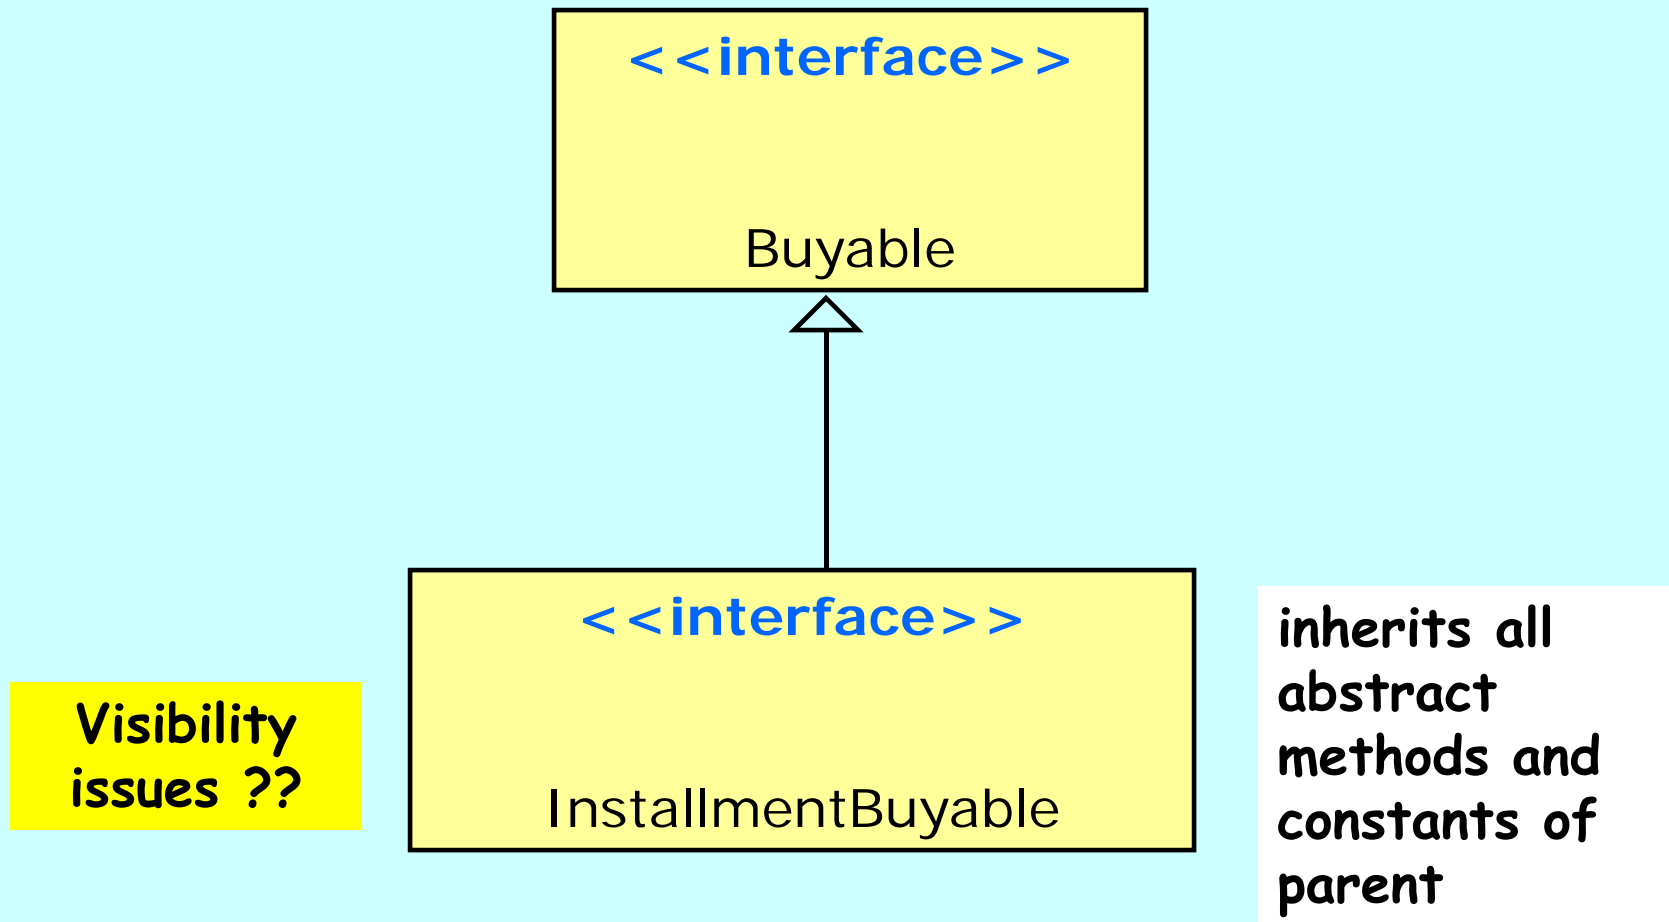 <<interface>>
Buyable
<<interface>>
InstallmentBuyable
Visibility
issues ??
inherits all
abstract
methods and
constants of
parent